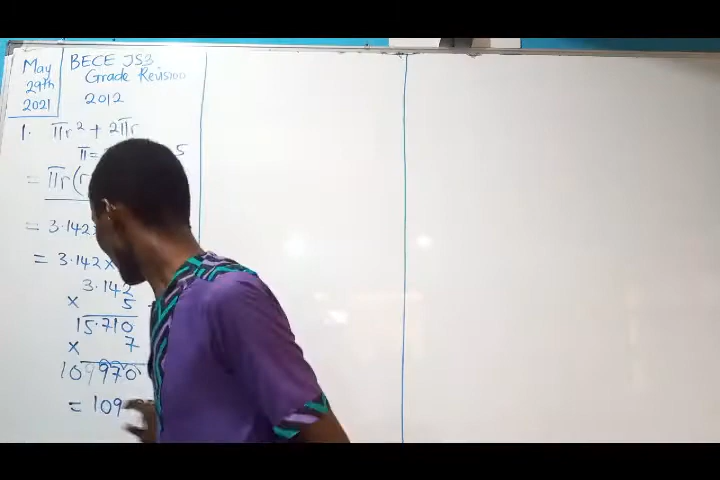 May
29th
2021
BECE JS3
Grade Revision
2012
1. πr² + 2πr
π= 5
= πr(r
= 3.142
= 3.142 ×
3.142
× 5
15.710
× 7
109970
= 109